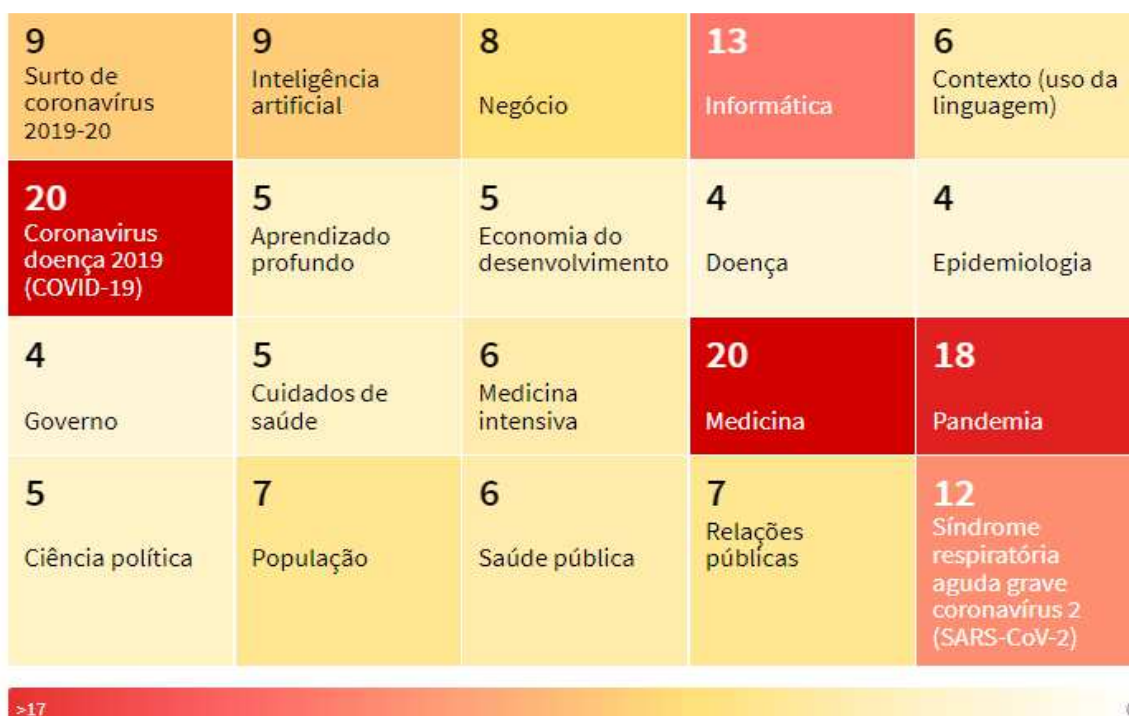 9
Surto de
coronavírus
2019-20
9
Inteligência
artificial
8
Negócio
13
Informática
6
Contexto (uso da
linguagem)
20
Coronavirus
doença 2019
(COVID-19)
5
Aprendizado
profundo
5
Economia do
desenvolvimento
4
Doença
4
Epidemiologia
4
Governo
5
Cuidados de
saúde
6
Medicina
intensiva
20
Medicina
18
Pandemia
5
Ciência política
7
População
6
Saúde pública
7
Relações
públicas
12
Síndrome
respiratória
aguda grave
coronavírus 2
(SARS-CoV-2)
>17